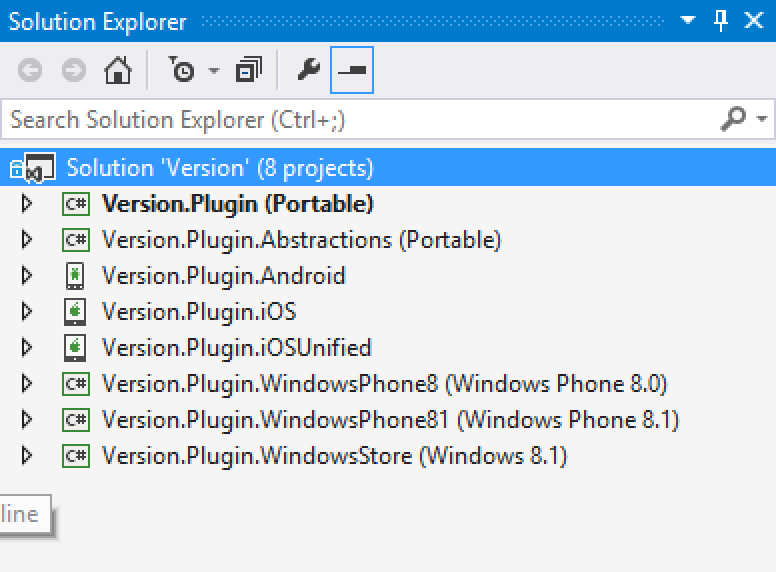 Solution Explorer
Search Solution Explorer (Ctrl+;)
Solution 'Version' (8 projects)
C# Version.Plugin (Portable)
C# Version.Plugin.Abstractions (Portable)
Version.Plugin.Android
Version.Plugin.iOS
Version.Plugin.iOSUnified
C# Version.Plugin.WindowsPhone8 (Windows Phone 8.0)
C# Version.Plugin.WindowsPhone81 (Windows Phone 8.1)
C# Version.Plugin.WindowsStore (Windows 8.1)
line